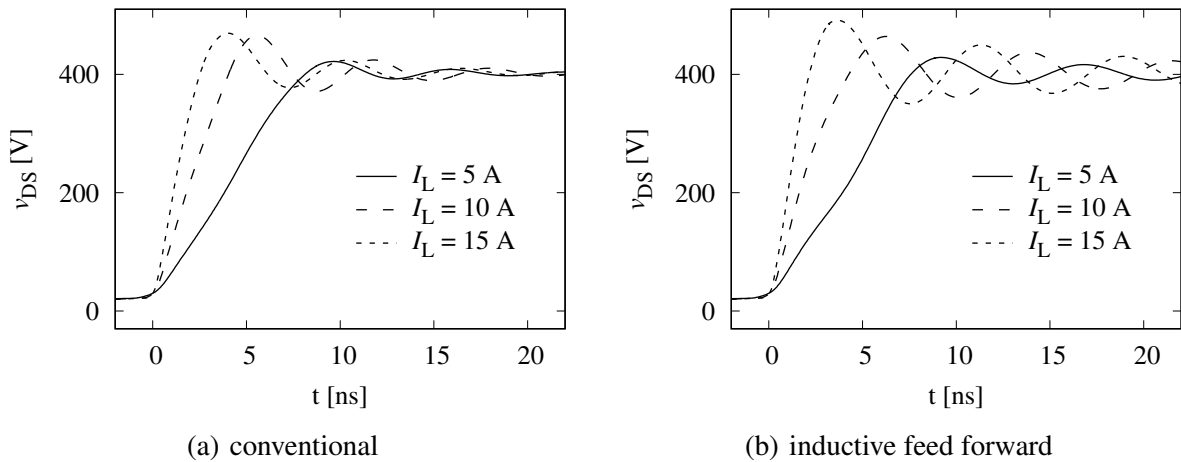 400
200
0
v_DS [V]
I_L = 5 A
I_L = 10 A
I_L = 15 A
0 5 10 15 20
t [ns]
(a) conventional
400
200
0
v_DS [V]
I_L = 5 A
I_L = 10 A
I_L = 15 A
0 5 10 15 20
t [ns]
(b) inductive feed forward